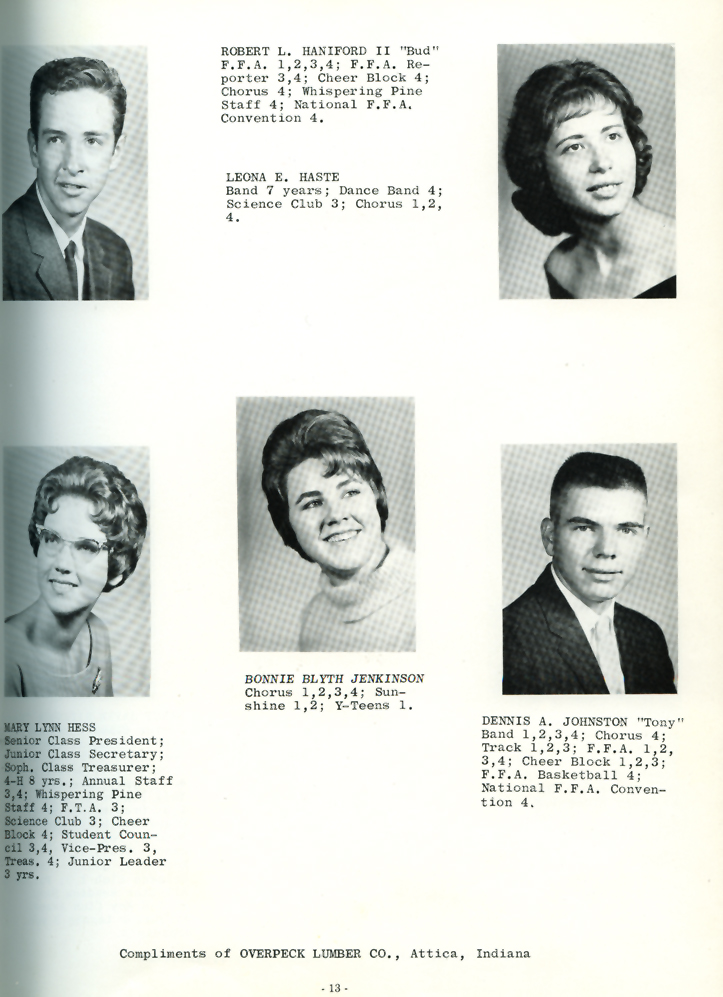 ROBERT L. HANIFORD II "Bud"
F.F.A. 1,2,3,4; F.F.A. Re-
porter 3,4; Cheer Block 4;
Chorus 4; Whispering Pine
Staff 4; National F.F.A.
Convention 4.
LEONA E. HASTE
Band 7 years; Dance Band 4;
Science Club 3; Chorus 1,2,
4.
MARY LYNN HESS
Senior Class President;
Junior Class Secretary;
Soph. Class Treasurer;
4-H 8 yrs.; Annual Staff
3,4; Whispering Pine
Staff 4; F.T.A. 3;
Science Club 3; Cheer
Block 4; Student Coun-
cil 3,4, Vice-Pres. 3,
Treas. 4; Junior Leader
3 yrs.
BONNIE BLYTH JENKINSON
Chorus 1,2,3,4; Sun-
shine 1,2; Y-Teens 1.
DENNIS A. JOHNSTON "Tony"
Band 1,2,3,4; Chorus 4;
Track 1,2,3; F.F.A. 1,2,
3,4; Cheer Block 1,2,3;
F.F.A. Basketball 4;
National F.F.A. Conven-
tion 4.
Compliments of OVERPECK LUMBER CO., Attica, Indiana
- 13 -